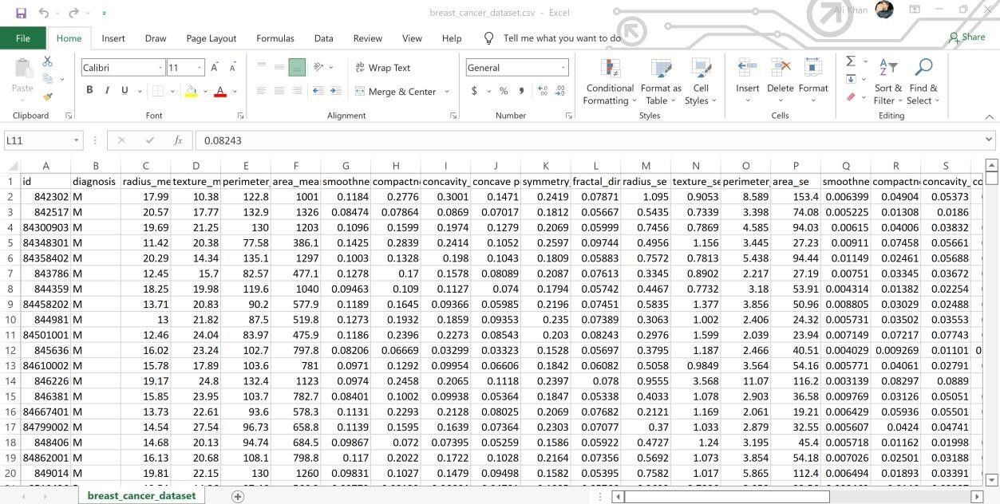 breast_cancer_dataset.csv - Excel
Ali Khan
File Home Insert Draw Page Layout Formulas Data Review View Help Tell me what you want to do Share
Paste
Calibri 11 A A
B I U A
Wrap Text
Merge & Center
General
$ % 9
Conditional Formatting Format as Table Cell Styles
Insert Delete Format
Σ
Sort & Filter Find & Select
Clipboard Font Alignment Number Styles Cells Editing
L11 fx 0.08243
A B C D E F G H I J K L M N O P Q R S
1 id diagnosis radius_me texture_m perimeter_ area_mea smoothne compactn concavity_ concave p symmetry_ fractal_dir radius_se texture_se perimeter_ area_se smoothne compactn concavity_ co
2 842302 M 17.99 10.38 122.8 1001 0.1184 0.2776 0.3001 0.1471 0.2419 0.07871 1.095 0.9053 8.589 153.4 0.006399 0.04904 0.05373
3 842517 M 20.57 17.77 132.9 1326 0.08474 0.07864 0.0869 0.07017 0.1812 0.05667 0.5435 0.7339 3.398 74.08 0.005225 0.01308 0.0186
4 84300903 M 19.69 21.25 130 1203 0.1096 0.1599 0.1974 0.1279 0.2069 0.05999 0.7456 0.7869 4.585 94.03 0.00615 0.04006 0.03832
5 84348301 M 11.42 20.38 77.58 386.1 0.1425 0.2839 0.2414 0.1052 0.2597 0.09744 0.4956 1.156 3.445 27.23 0.00911 0.07458 0.05661
6 84358402 M 20.29 14.34 135.1 1297 0.1003 0.1328 0.198 0.1043 0.1809 0.05883 0.7572 0.7813 5.438 94.44 0.01149 0.02461 0.05688
7 843786 M 12.45 15.7 82.57 477.1 0.1278 0.17 0.1578 0.08089 0.2087 0.07613 0.3345 0.8902 2.217 27.19 0.00751 0.03345 0.03672
8 844359 M 18.25 19.98 119.6 1040 0.09463 0.109 0.1127 0.074 0.1794 0.05742 0.4467 0.7732 3.18 53.91 0.004314 0.01382 0.02254
9 84458202 M 13.71 20.83 90.2 577.9 0.1189 0.1645 0.09366 0.05985 0.2196 0.07451 0.5835 1.377 3.856 50.96 0.008805 0.03029 0.02488
10 844981 M 13 21.82 87.5 519.8 0.1273 0.1932 0.1859 0.09353 0.235 0.07389 0.3063 1.002 2.406 24.32 0.005731 0.03502 0.03553
11 84501001 M 12.46 24.04 83.97 475.9 0.1186 0.2396 0.2273 0.08543 0.203 0.08243 0.2976 1.599 2.039 23.94 0.007149 0.07217 0.07743
12 845636 M 16.02 23.24 102.7 797.8 0.08206 0.06669 0.03299 0.03323 0.1528 0.05697 0.3795 1.187 2.466 40.51 0.004029 0.009269 0.01101 0
13 84610002 M 15.78 17.89 103.6 781 0.0971 0.1292 0.09954 0.06606 0.1842 0.06082 0.5058 0.9849 3.564 54.16 0.005771 0.04061 0.02791
14 846226 M 19.17 24.8 132.4 1123 0.0974 0.2458 0.2065 0.1118 0.2397 0.078 0.9555 3.568 11.07 116.2 0.003139 0.08297 0.0889
15 846381 M 15.85 23.95 103.7 782.7 0.08401 0.1002 0.09938 0.05364 0.1847 0.05338 0.4033 1.078 2.903 36.58 0.009769 0.03126 0.05051
16 84667401 M 13.73 22.61 93.6 578.3 0.1131 0.2293 0.2128 0.08025 0.2069 0.07682 0.2121 1.169 2.061 19.21 0.006429 0.05936 0.05501
17 84799002 M 14.54 27.54 96.73 658.8 0.1139 0.1595 0.1639 0.07364 0.2303 0.07077 0.37 1.033 2.879 32.55 0.005607 0.0424 0.04741
18 848406 M 14.68 20.13 94.74 684.5 0.09867 0.072 0.07395 0.05259 0.1586 0.05922 0.4727 1.24 3.195 45.4 0.005718 0.01162 0.01998
19 84862001 M 16.13 20.68 108.1 798.8 0.117 0.2022 0.1722 0.1028 0.2164 0.07356 0.5692 1.073 3.854 54.18 0.007026 0.02501 0.03188
20 849014 M 19.81 22.15 130 1260 0.09831 0.1027 0.1479 0.09498 0.1582 0.05395 0.7582 1.017 5.865 112.4 0.006494 0.01893 0.03391
breast_cancer_dataset